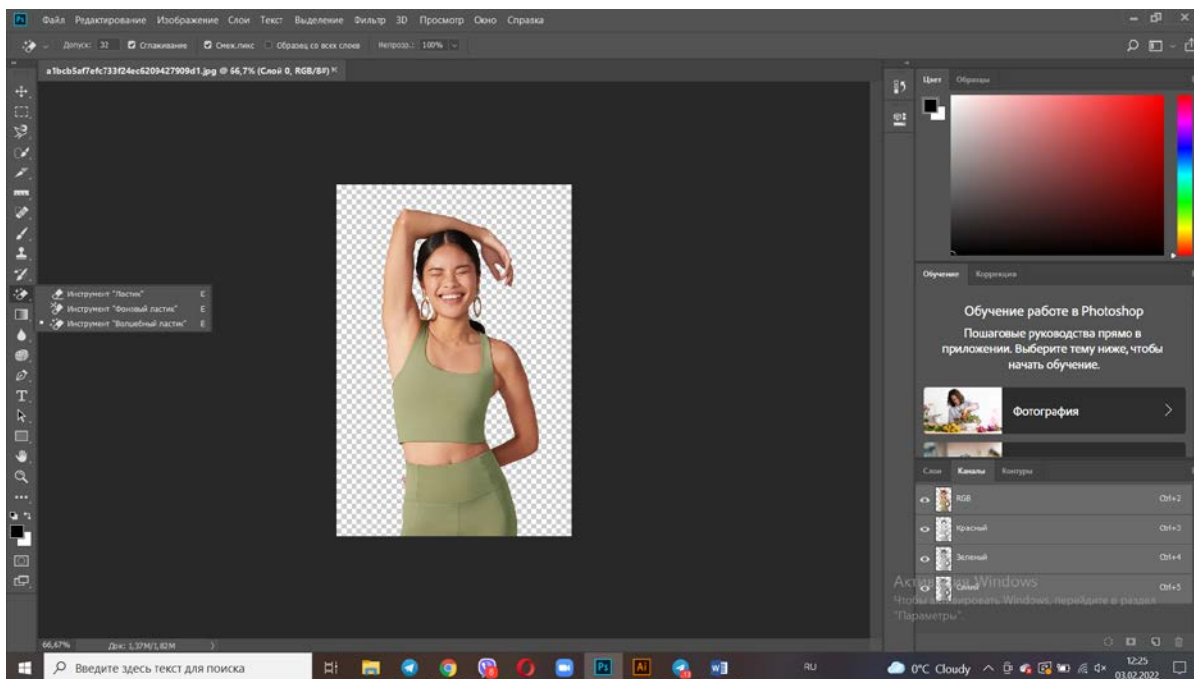 Ps Файл Редактирование Изображение Слои Текст Выделение Фильтр 3D Просмотр Окно Справка
Допуск: 32 Сглаживание Смеж.пикс Образец со всех слоев Непрозр.: 100%
a1bcb5af7efc733f24ec6209427909d1.jpg @ 66,7% (Слой 0, RGB/8#)
Цвет Образцы
Инструмент "Ластик" E
Инструмент "Фоновый ластик" E
Инструмент "Волшебный ластик" E
Обучение Коррекция
Обучение работе в Photoshop
Пошаговые руководства прямо в
приложении. Выберите тему ниже, чтобы
начать обучение.
Фотография
Слои Каналы Контуры
RGB Ctrl+2
Красный Ctrl+3
Зеленый Ctrl+4
Синий Ctrl+5
Активация Windows
Чтобы активировать Windows, перейдите в раздел
"Параметры".
66,67% Док: 1,37M/1,82M
Введите здесь текст для поиска
Ps Ai
RU
0°C Cloudy
12:25
03.02.2022